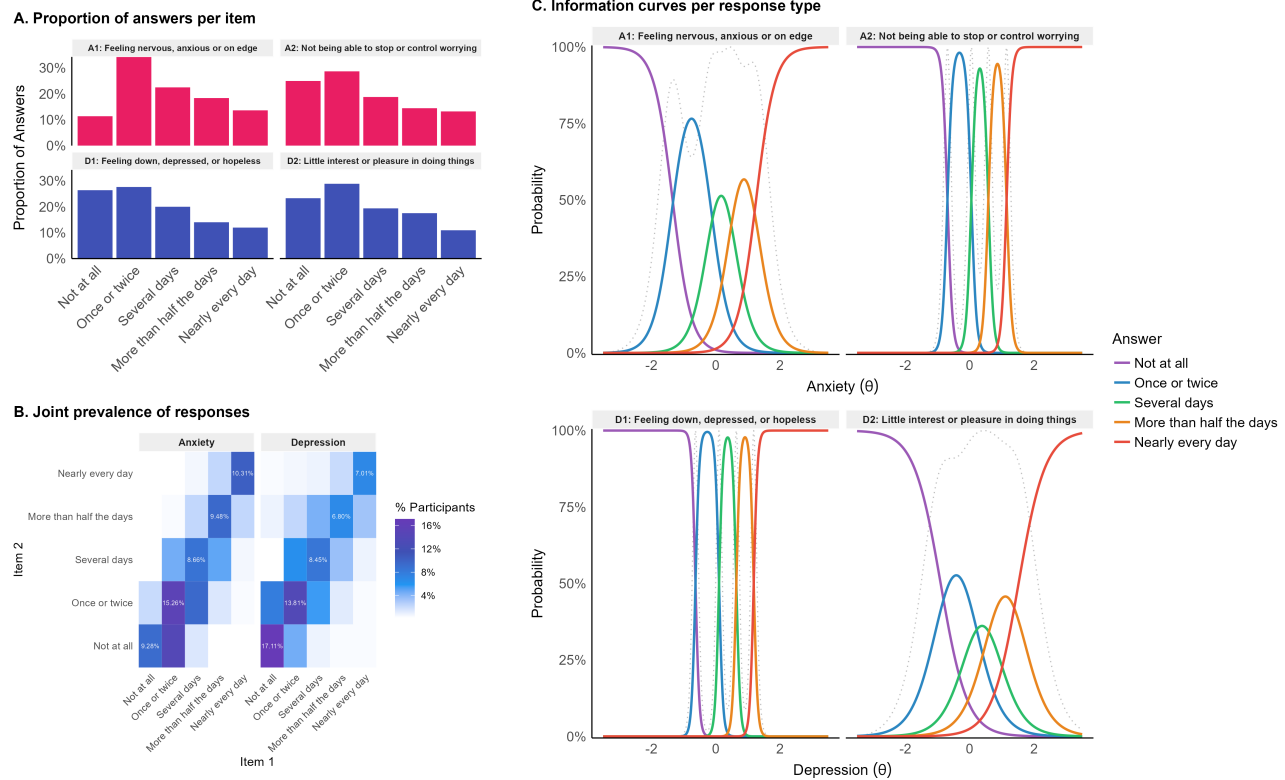 A. Proportion of answers per item
A1: Feeling nervous, anxious or on edge
A2: Not being able to stop or control worrying
30%
20%
10%
0%
D1: Feeling down, depressed, or hopeless
D2: Little interest or pleasure in doing things
30%
20%
10%
0%
Proportion of Answers
Not at all
Once or twice
Several days
More than half the days
Nearly every day
Not at all
Once or twice
Several days
More than half the days
Nearly every day
B. Joint prevalence of responses
Anxiety
Depression
Nearly every day
10.31%
7.01%
More than half the days
9.48%
6.80%
Several days
8.66%
8.45%
Once or twice
15.26%
13.81%
Not at all
9.28%
17.11%
Item 2
Not at all
Once or twice
Several days
More than half the days
Nearly every day
Not at all
Once or twice
Several days
More than half the days
Nearly every day
Item 1
% Participants
16%
12%
8%
4%
C. Information curves per response type
A1: Feeling nervous, anxious or on edge
A2: Not being able to stop or control worrying
100%
75%
50%
25%
0%
Probability
-2
0
2
-2
0
2
Anxiety (θ)
D1: Feeling down, depressed, or hopeless
D2: Little interest or pleasure in doing things
100%
75%
50%
25%
0%
Probability
-2
0
2
-2
0
2
Depression (θ)
Answer
Not at all
Once or twice
Several days
More than half the days
Nearly every day